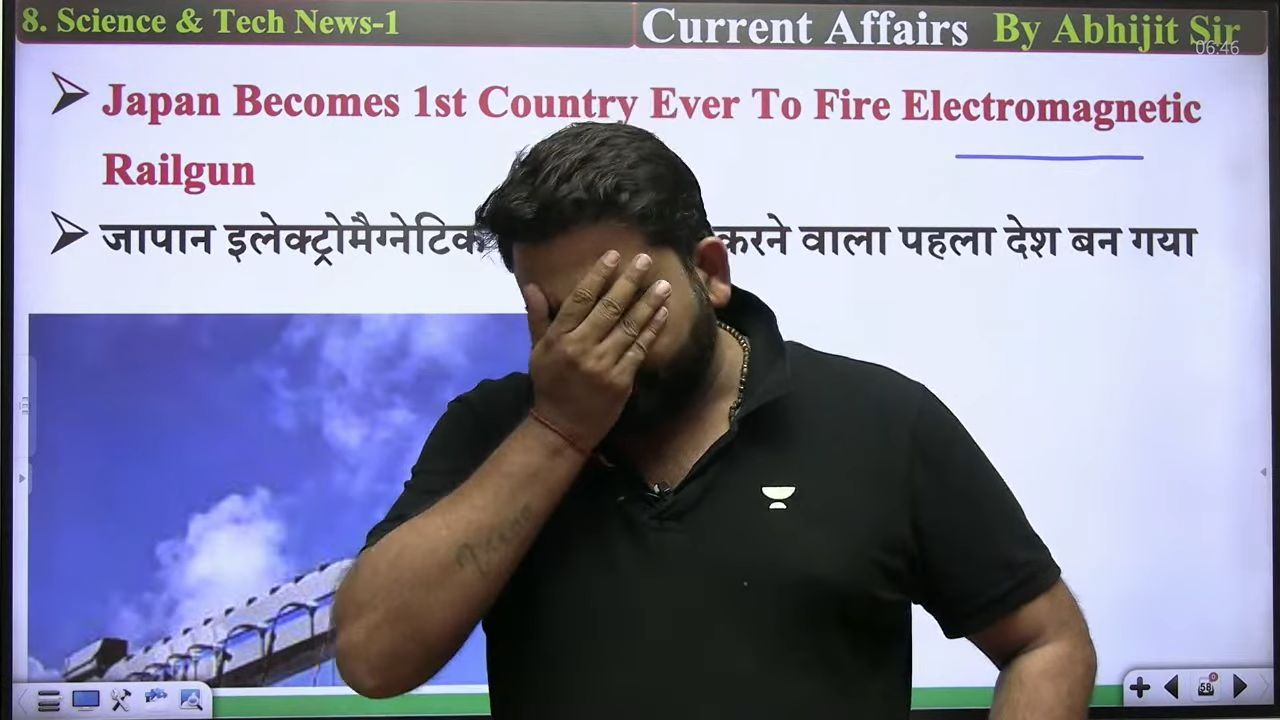 8. Science & Tech News-1
Current Affairs By Abhijit Sir
06:46
Japan Becomes 1st Country Ever To Fire Electromagnetic
Railgun
जापान इलेक्ट्रोमैग्नेटिक करने वाला पहला देश बन गया
58